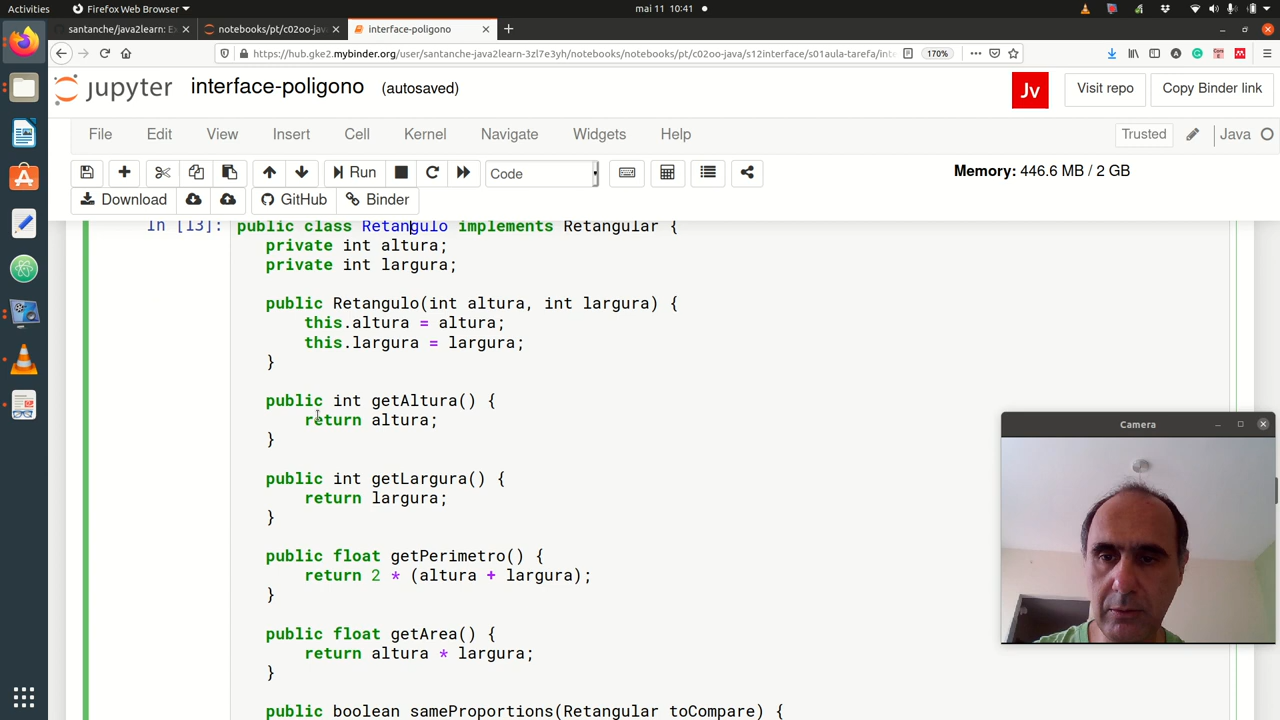 Activities
Firefox Web Browser
mai 11 10:41
santanche/java2learn: Ex
notebooks/pt/c02oo-java
interface-poligono
https://hub.gke2.mybinder.org/user/santanche-java2learn-3zl7e3yh/notebooks/notebooks/pt/c02oo-java/s12interface/s01aula-tarefa/inte
170%
jupyter
interface-poligono
(autosaved)
Jv
Visit repo
Copy Binder link
File Edit View Insert Cell Kernel Navigate Widgets Help
Trusted
Java
Run
Code
Memory: 446.6 MB / 2 GB
Download
GitHub
Binder
In [13]:
public class Retangulo implements Retangular {
private int altura;
private int largura;
public Retangulo(int altura, int largura) {
this.altura = altura;
this.largura = largura;
}
public int getAltura() {
return altura;
}
public int getLargura() {
return largura;
}
public float getPerimetro() {
return 2 * (altura + largura);
}
public float getArea() {
return altura * largura;
}
public boolean sameProportions(Retangular toCompare) {
Camera